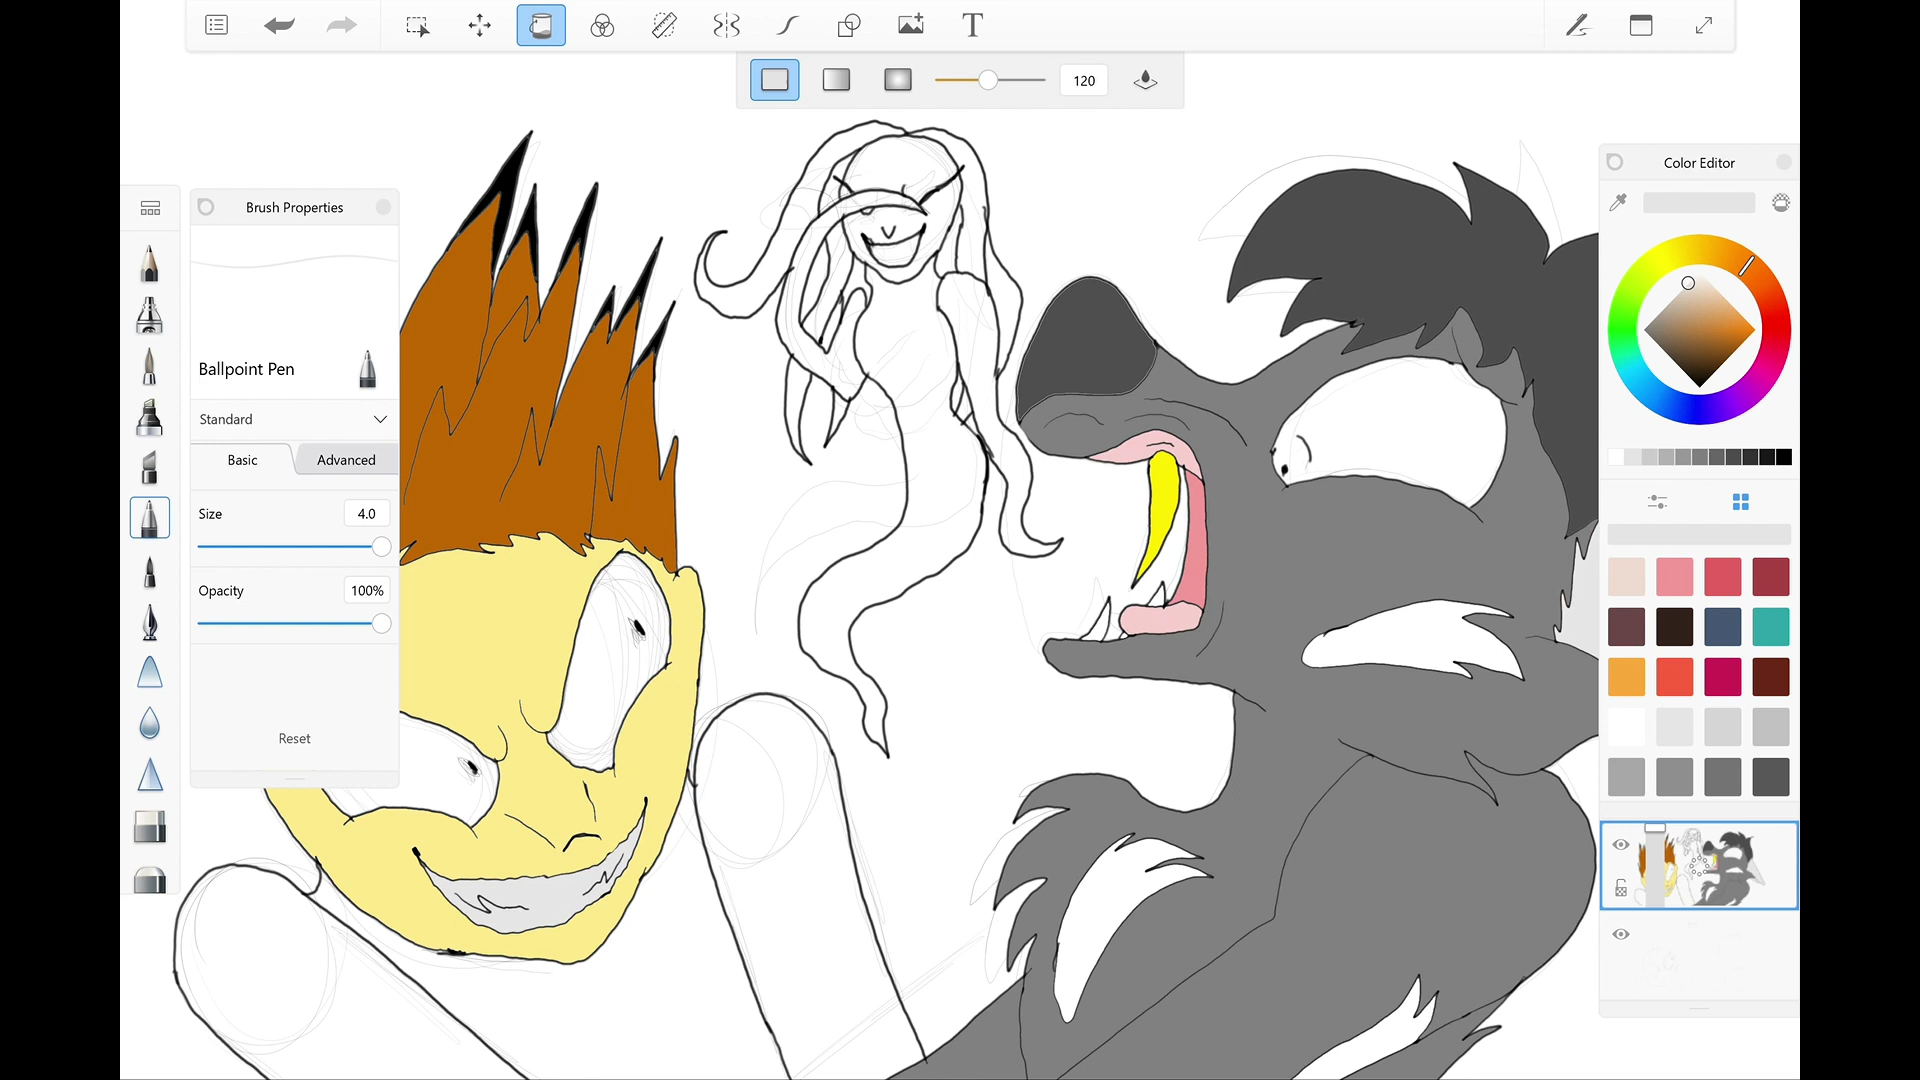 T
120
Color Editor
Brush Properties
Ballpoint Pen
Standard
Basic
Advanced
Size
4.0
Opacity
100%
Reset